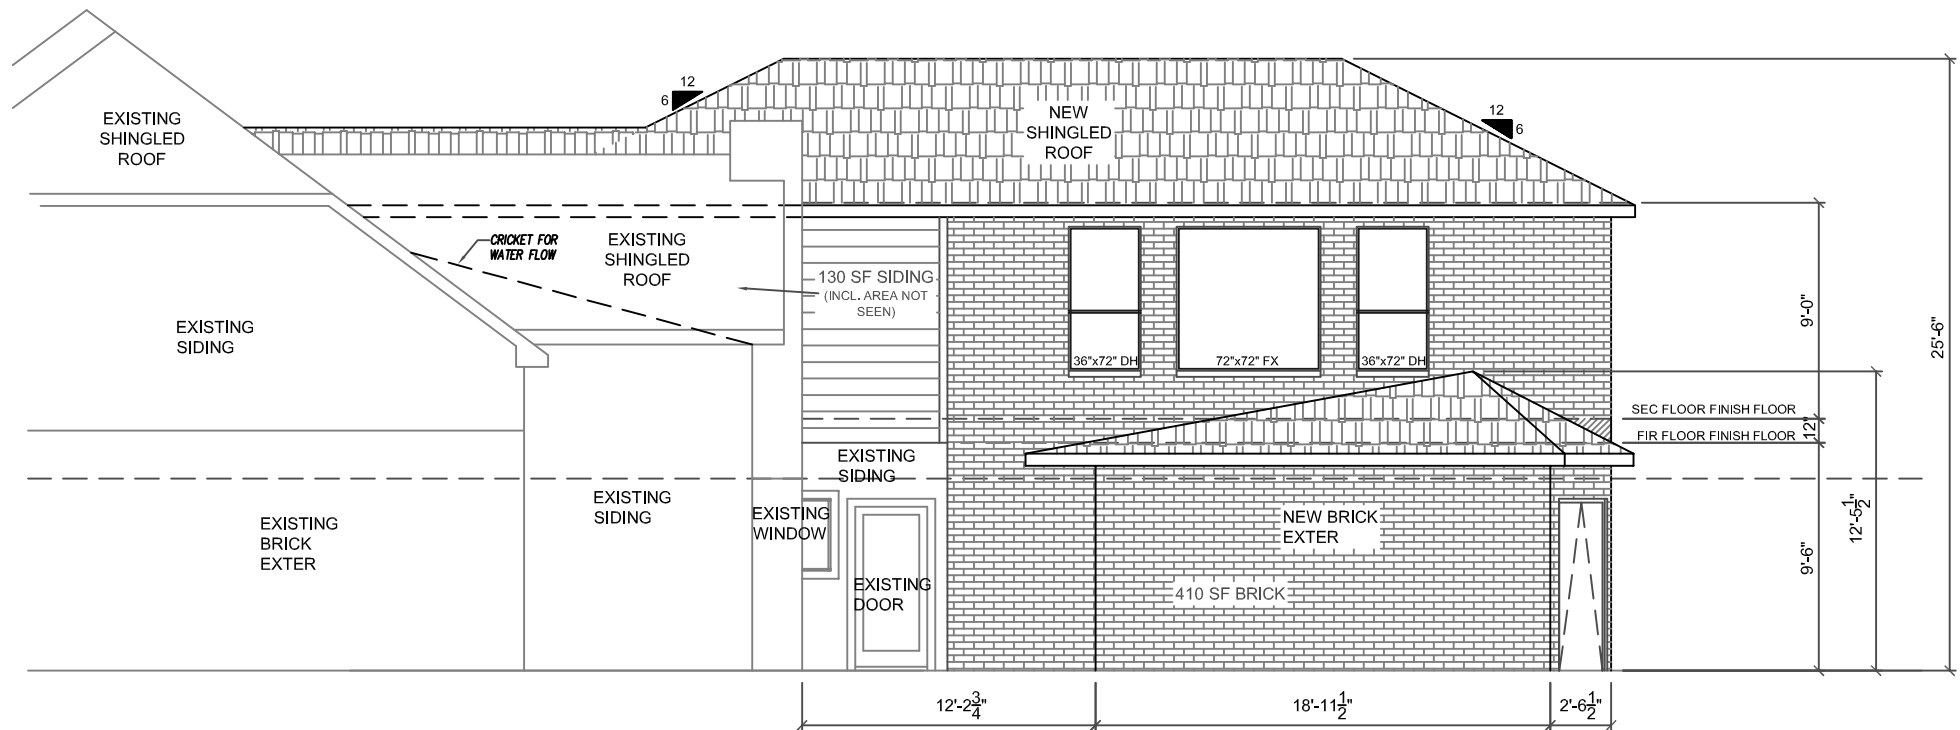 12
6
12
6
EXISTING
SHINGLED
ROOF
NEW
SHINGLED
ROOF
CRICKET FOR
WATER FLOW
EXISTING
SHINGLED
ROOF
130 SF SIDING
(INCL. AREA NOT
SEEN)
EXISTING
SIDING
36"x72" DH
72"x72" FX
36"x72" DH
9'-0"
25'-6"
SEC FLOOR FINISH FLOOR
12"
FIR FLOOR FINISH FLOOR
EXISTING
SIDING
EXISTING
SIDING
EXISTING
WINDOW
EXISTING
BRICK
EXTER
NEW BRICK
EXTER
12'-5 1/2"
9'-6"
EXISTING
DOOR
410 SF BRICK
12'-2 3/4"
18'-11 1/2"
2'-6 1/2"